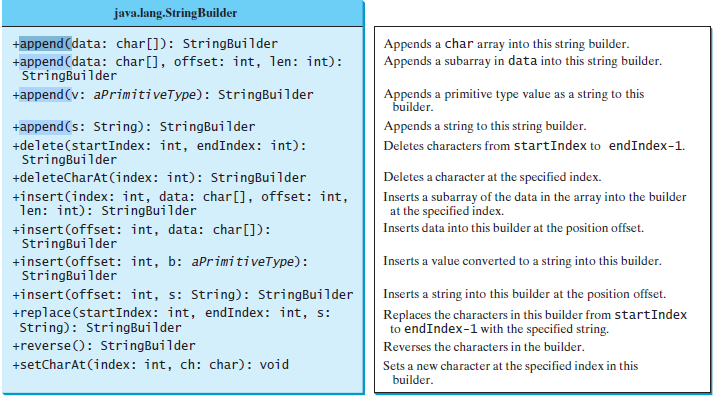 java.lang.StringBuilder
+append(data: char[]): StringBuilder
+append(data: char[], offset: int, len: int):
StringBuilder
+append(v: aPrimitiveType): StringBuilder
+append(s: String): StringBuilder
+delete(startIndex: int, endIndex: int):
StringBuilder
+deleteCharAt(index: int): StringBuilder
+insert(index: int, data: char[], offset: int,
len: int): StringBuilder
+insert(offset: int, data: char[]):
StringBuilder
+insert(offset: int, b: aPrimitiveType):
StringBuilder
+insert(offset: int, s: String): StringBuilder
+replace(startIndex: int, endIndex: int, s:
String): StringBuilder
+reverse(): StringBuilder
+setCharAt(index: int, ch: char): void
Appends a char array into this string builder.
Appends a subarray in data into this string builder.
Appends a primitive type value as a string to this
builder.
Appends a string to this string builder.
Deletes characters from startIndex to endIndex-1.
Deletes a character at the specified index.
Inserts a subarray of the data in the array into the builder
at the specified index.
Inserts data into this builder at the position offset.
Inserts a value converted to a string into this builder.
Inserts a string into this builder at the position offset.
Replaces the characters in this builder from startIndex
to endIndex-1 with the specified string.
Reverses the characters in the builder.
Sets a new character at the specified index in this
builder.